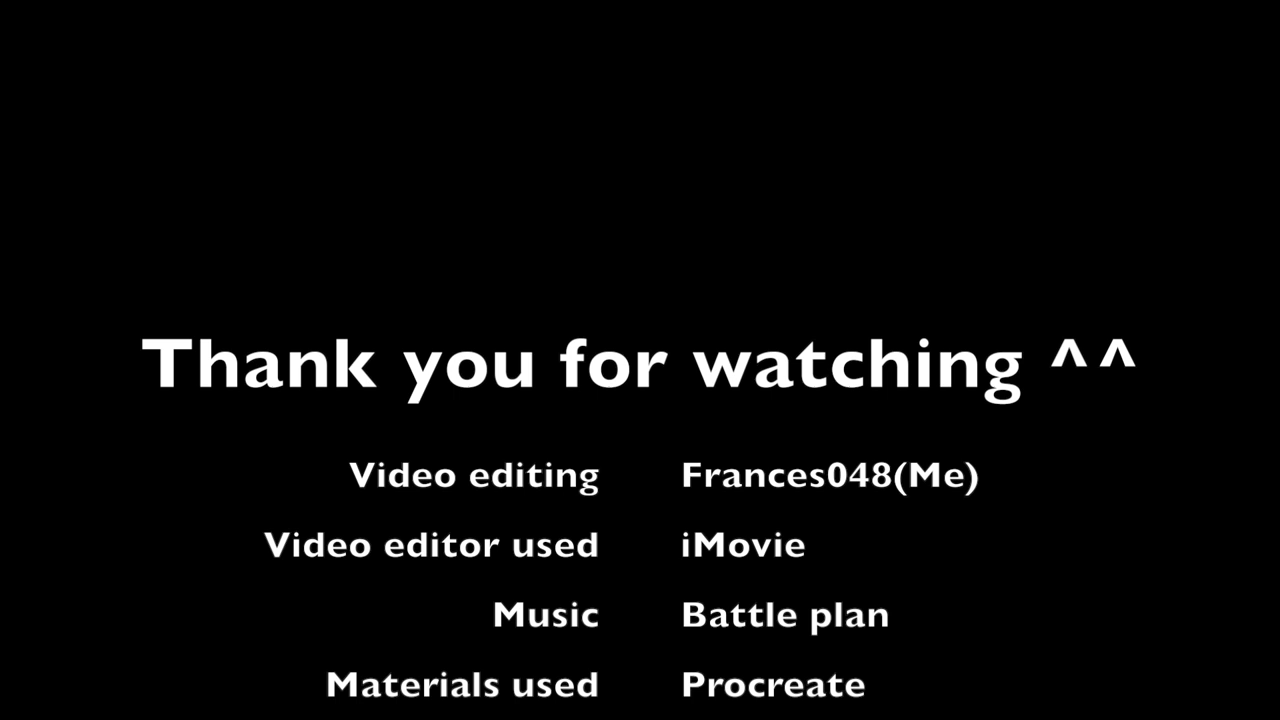 Thank you for watching ^^
Video editing Frances048(Me)
Video editor used iMovie
Music Battle plan
Materials used Procreate